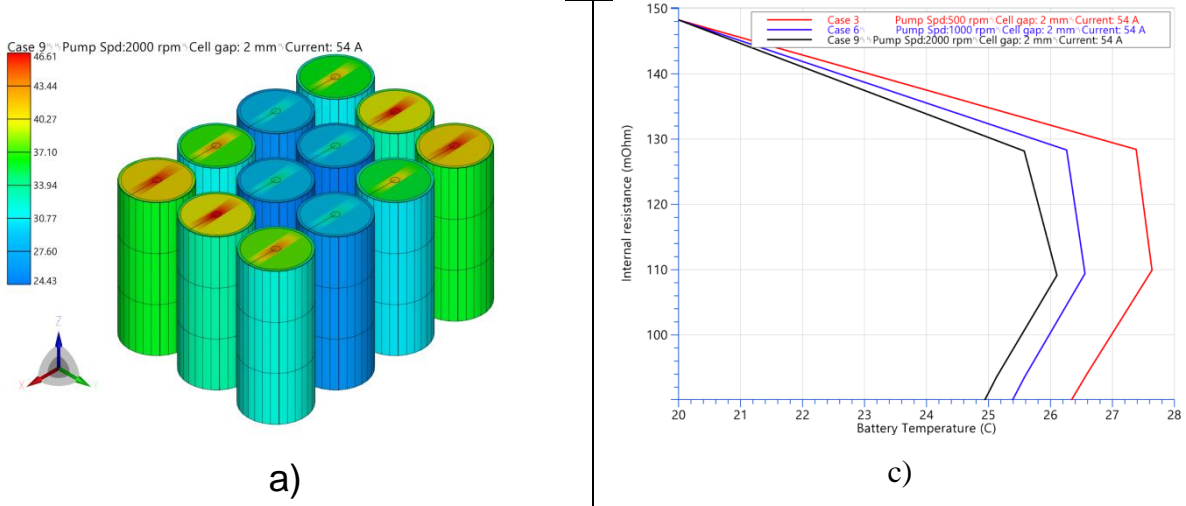 Case 9 Pump Spd:2000 rpm Cell gap: 2 mm Current: 54 A
46.61
43.44
40.27
37.10
33.94
30.77
27.60
24.43
Z
X
Y
a)
150
140
130
120
110
100
Internal resistance (mOhm)
Case 3 Pump Spd:500 rpm Cell gap: 2 mm Current: 54 A
Case 6 Pump Spd:1000 rpm Cell gap: 2 mm Current: 54 A
Case 9 Pump Spd:2000 rpm Cell gap: 2 mm Current: 54 A
20 21 22 23 24 25 26 27 28
Battery Temperature (C)
c)